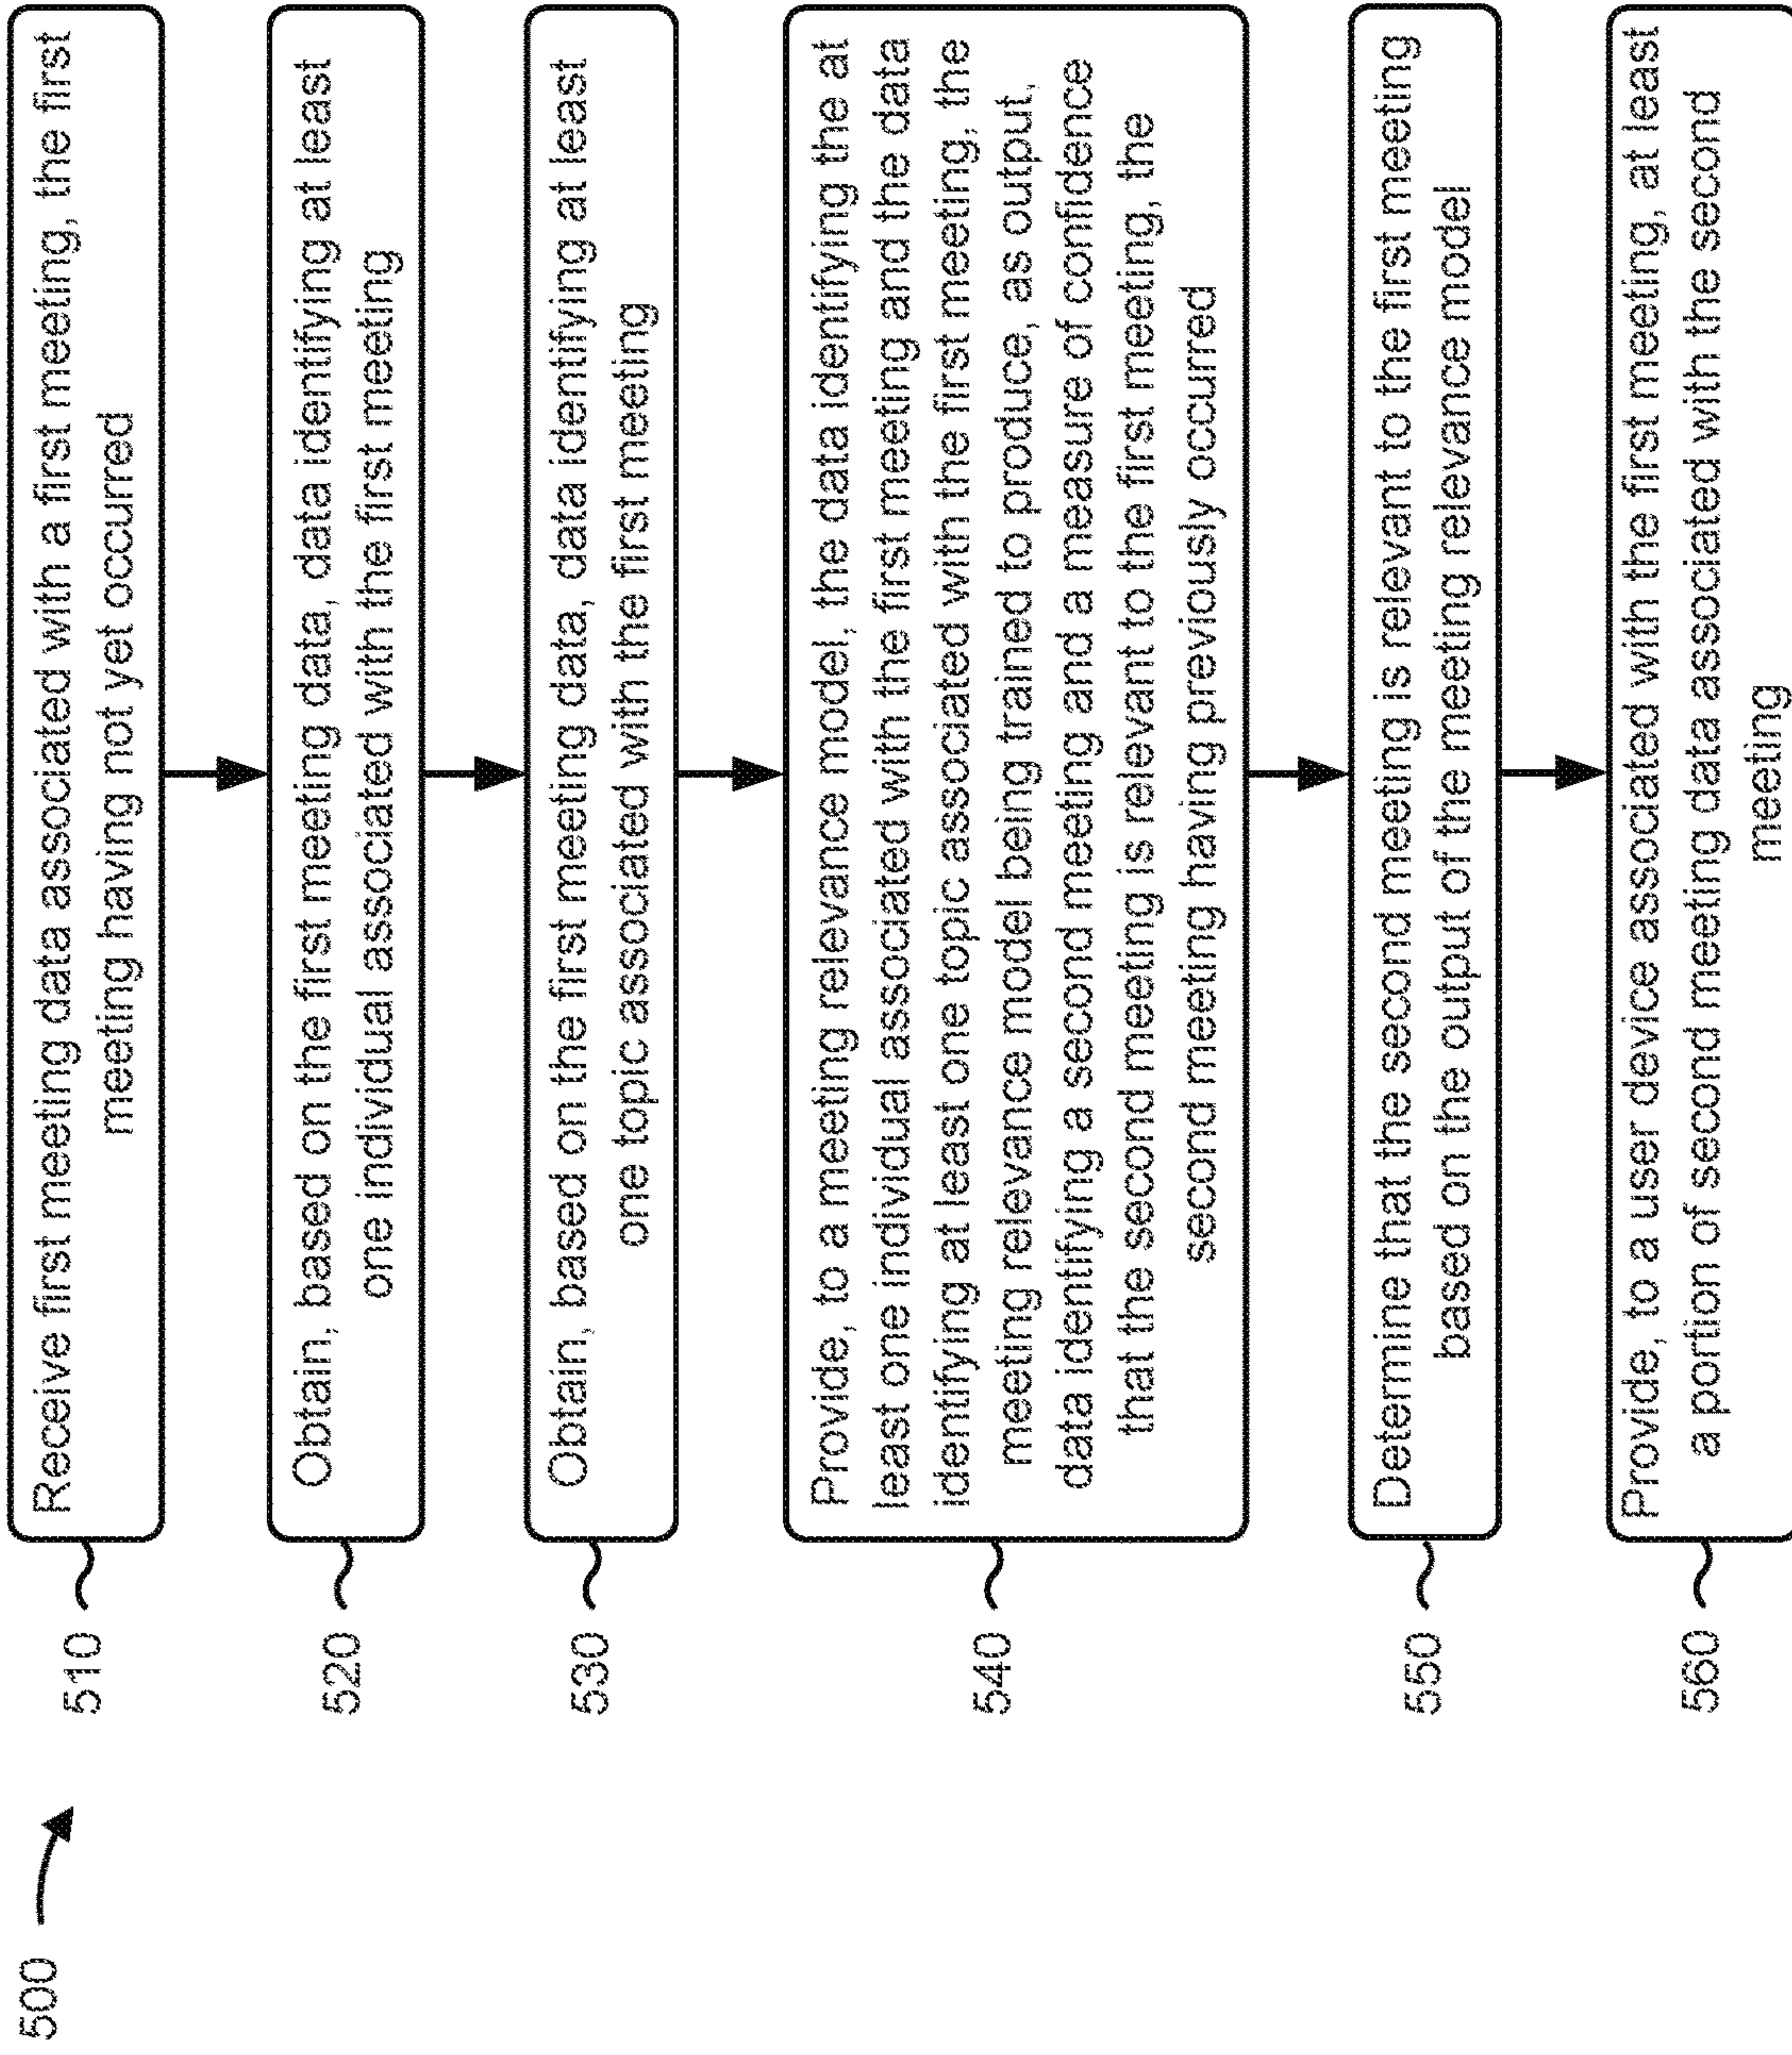 500
510
Receive first meeting data associated with a first meeting, the first
meeting having not yet occurred
520
Obtain, based on the first meeting data, data identifying at least
one individual associated with the first meeting
530
Obtain, based on the first meeting data, data identifying at least
one topic associated with the first meeting
540
Provide, to a meeting relevance model, the data identifying the at
least one individual associated with the first meeting and the data
identifying at least one topic associated with the first meeting, the
meeting relevance model being trained to produce, as output,
data identifying a second meeting and a measure of confidence
that the second meeting is relevant to the first meeting, the
second meeting having previously occurred
550
Determine that the second meeting is relevant to the first meeting
based on the output of the meeting relevance model
560
Provide, to a user device associated with the first meeting, at least
a portion of second meeting data associated with the second
meeting